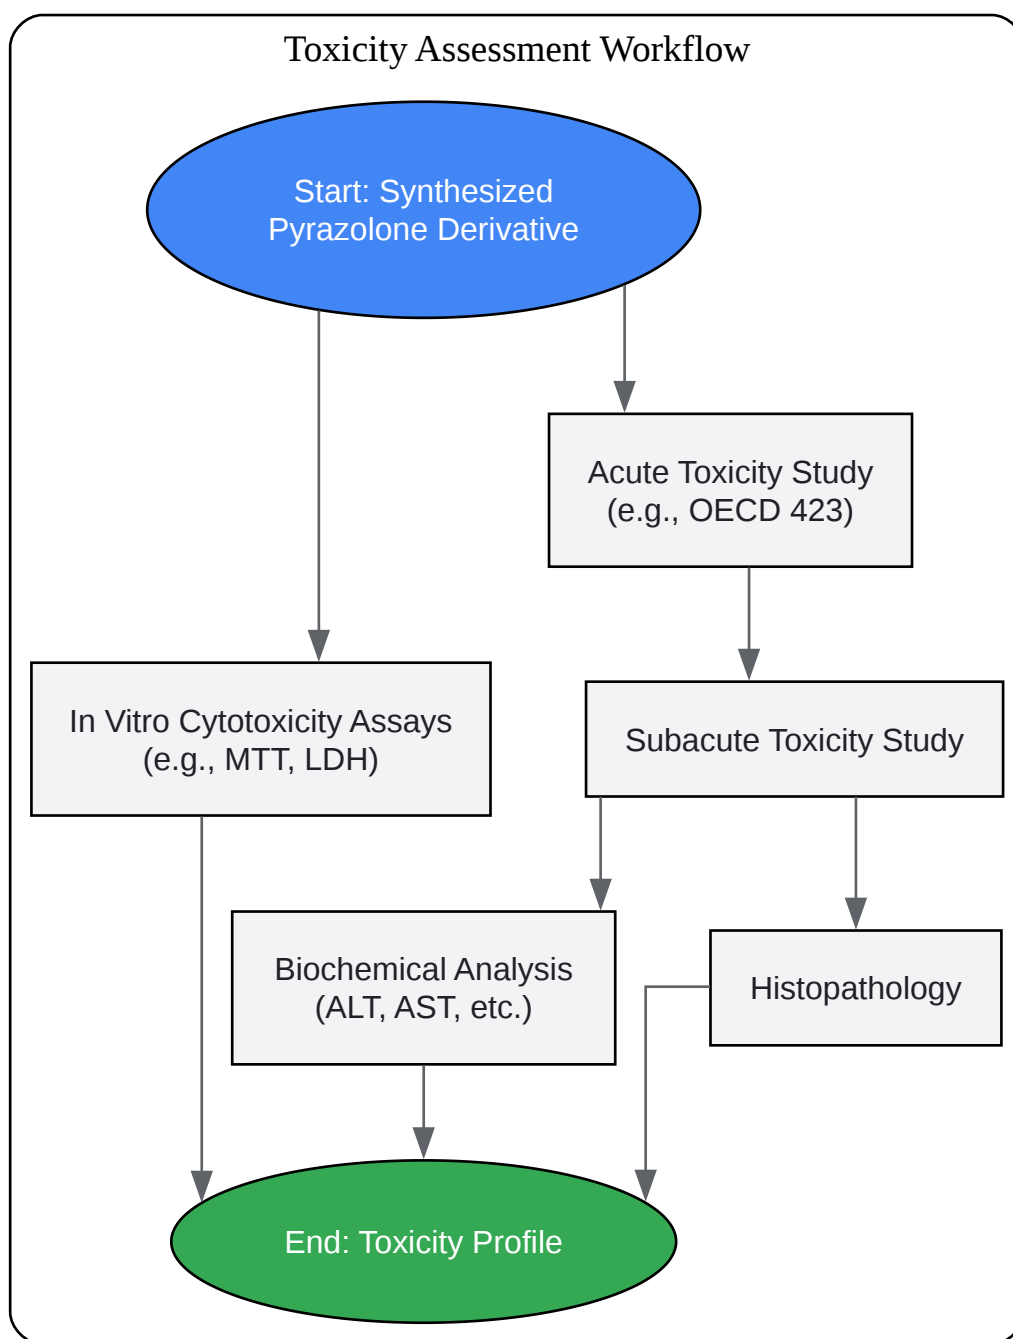 Toxicity Assessment Workflow
Start: Synthesized
Pyrazolone Derivative
Acute Toxicity Study
(e.g., OECD 423)
In Vitro Cytotoxicity Assays
(e.g., MTT, LDH)
Subacute Toxicity Study
Biochemical Analysis
(ALT, AST, etc.)
Histopathology
End: Toxicity Profile